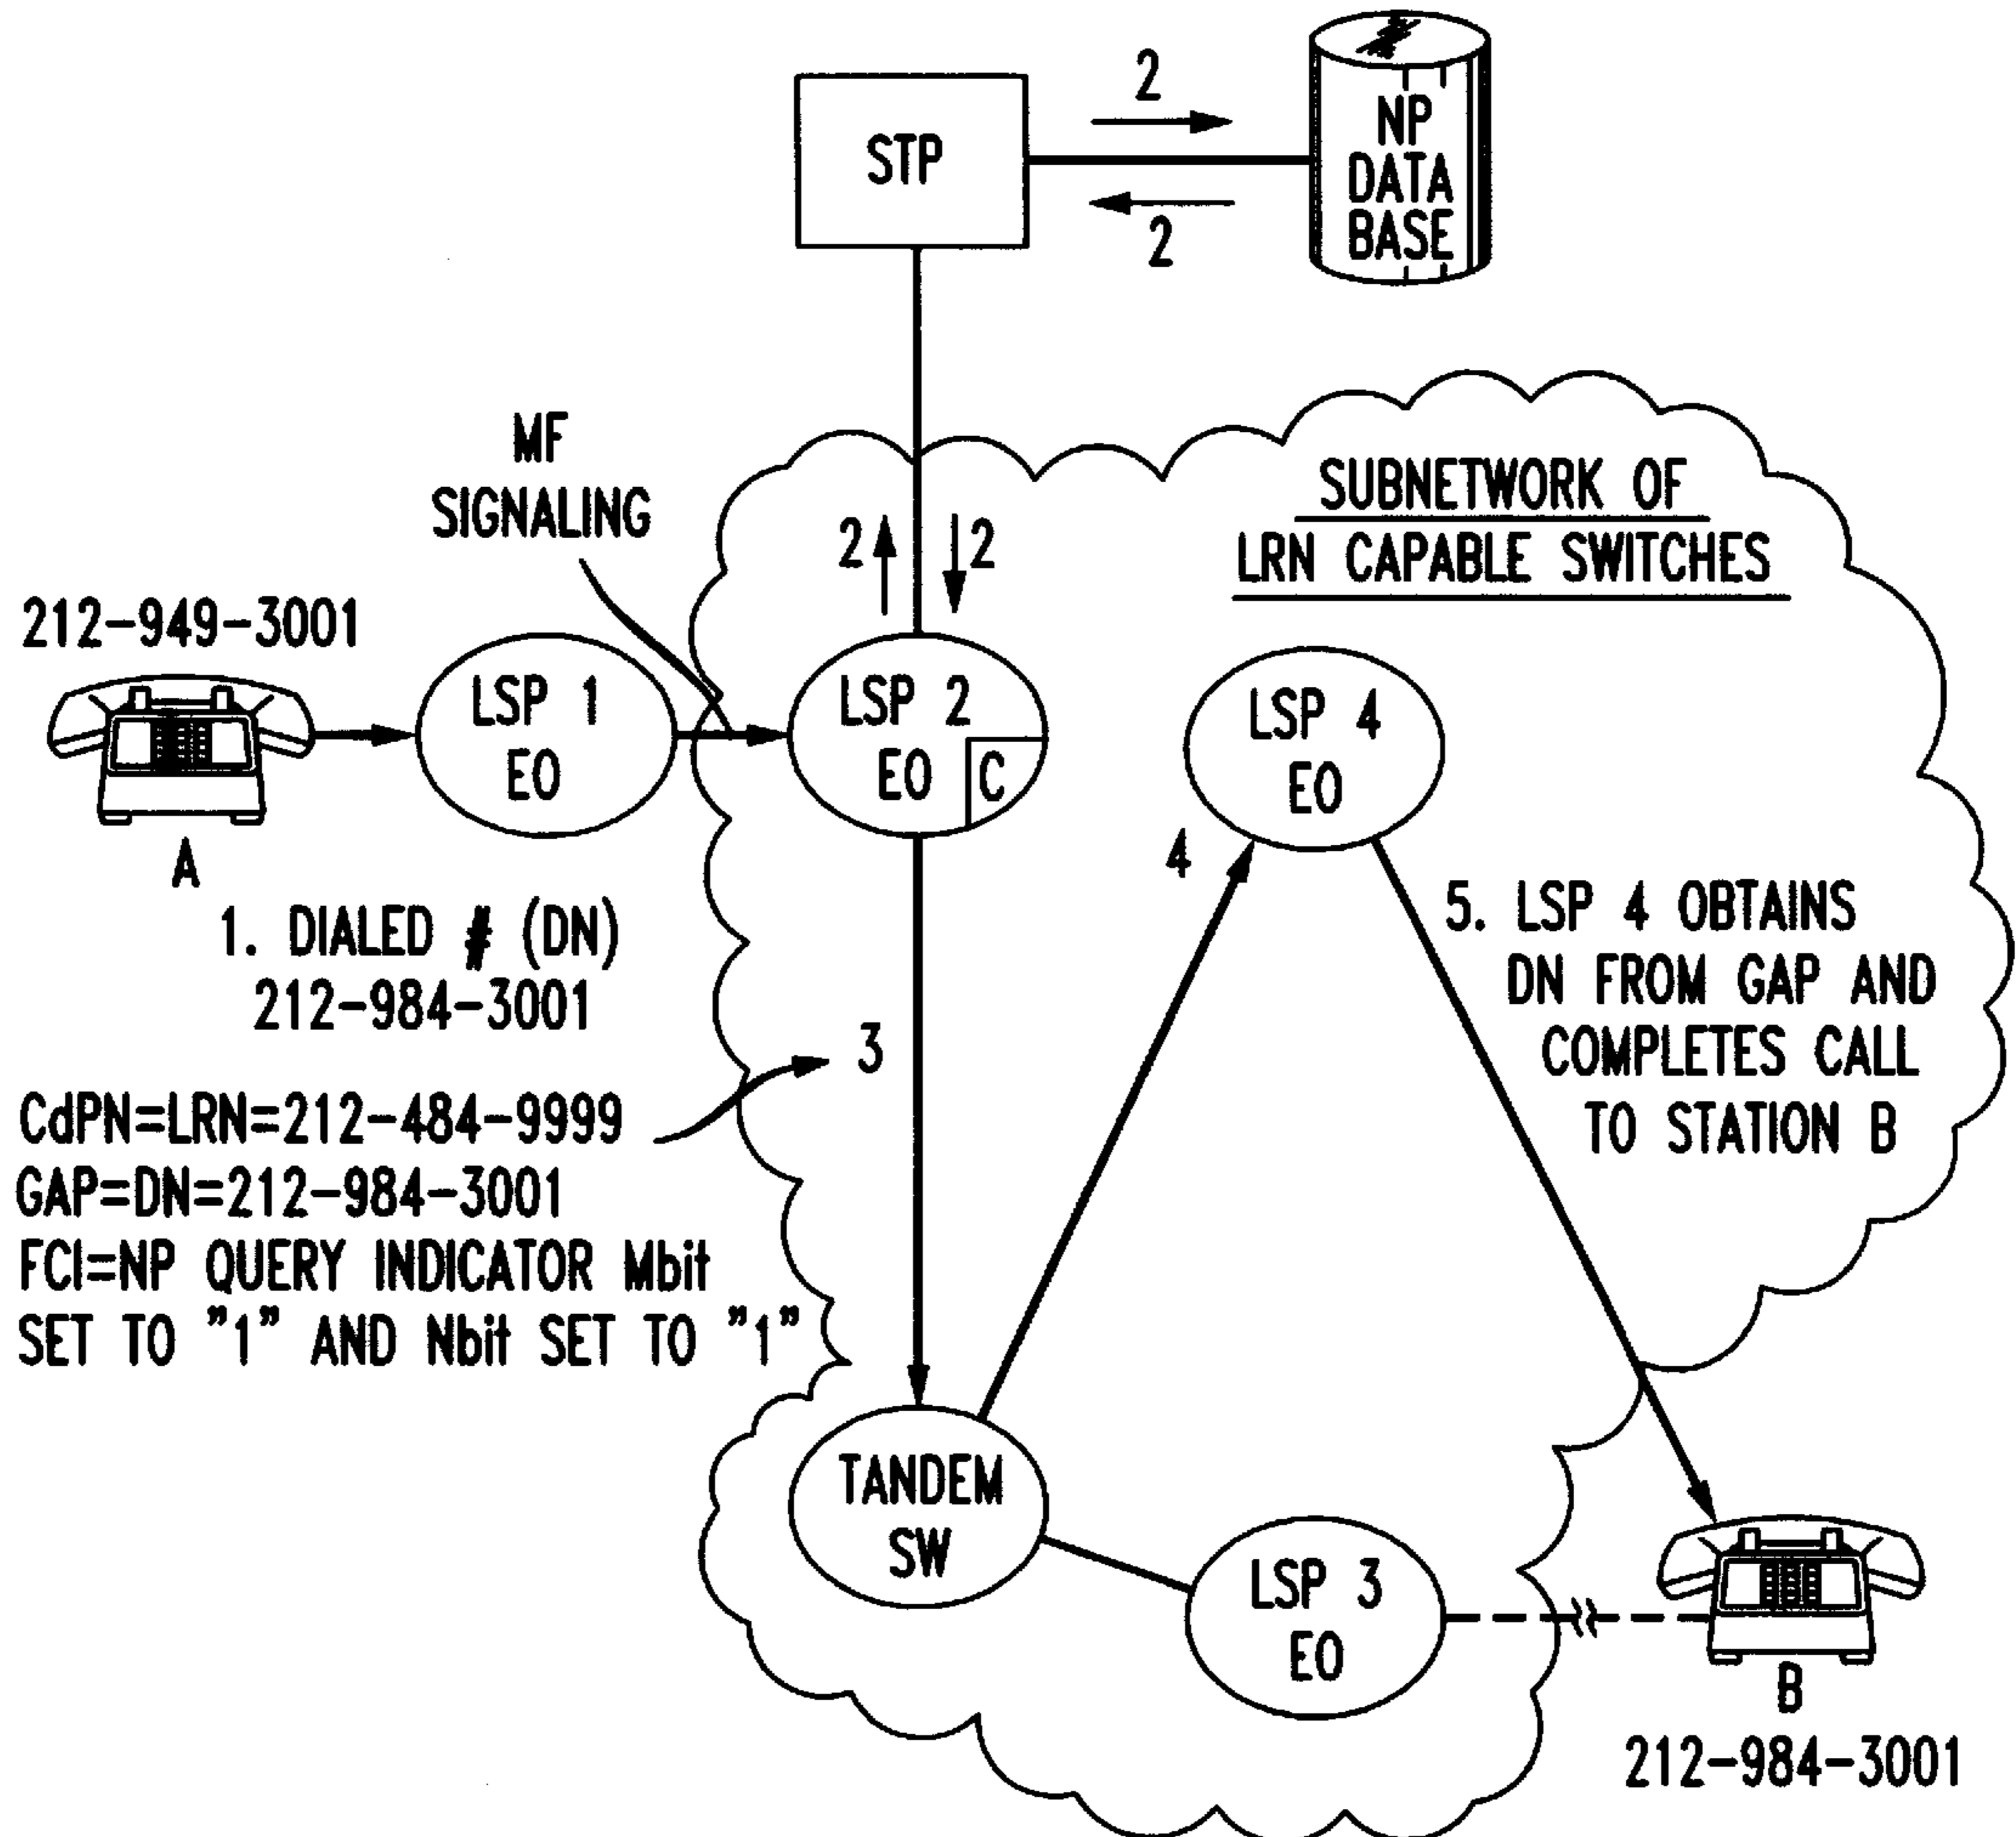 2
STP
NP
DATA
BASE
2
MF
SIGNALING
SUBNETWORK OF
LRN CAPABLE SWITCHES
2
2
212-949-3001
LSP 1
EO
LSP 2
EO
C
LSP 4
EO
A
4
1. DIALED # (DN)
212-984-3001
5. LSP 4 OBTAINS
DN FROM GAP AND
COMPLETES CALL
TO STATION B
3
CdPN=LRN=212-484-9999
GAP=DN=212-984-3001
FCI=NP QUERY INDICATOR Mbit
SET TO "1" AND Nbit SET TO "1"
TANDEM
SW
LSP 3
EO
B
212-984-3001